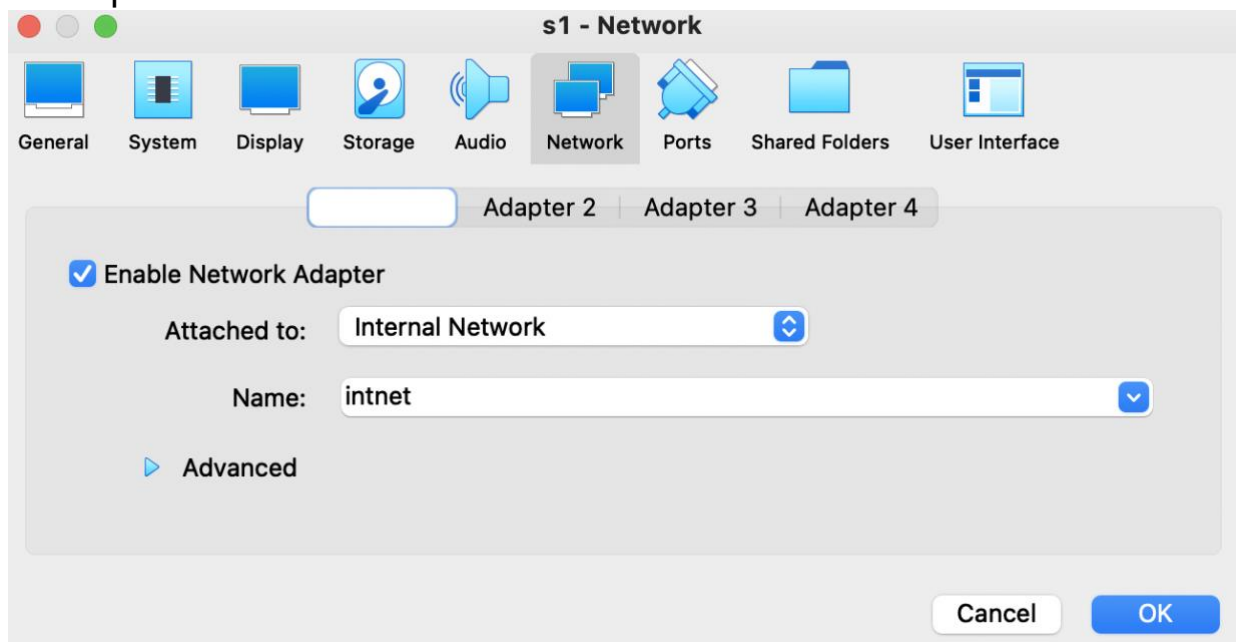 s1 - Network
General System Display Storage Audio Network Ports Shared Folders User Interface
Adapter 2 Adapter 3 Adapter 4
Enable Network Adapter
Attached to: Internal Network
Name: intnet
Advanced
Cancel OK